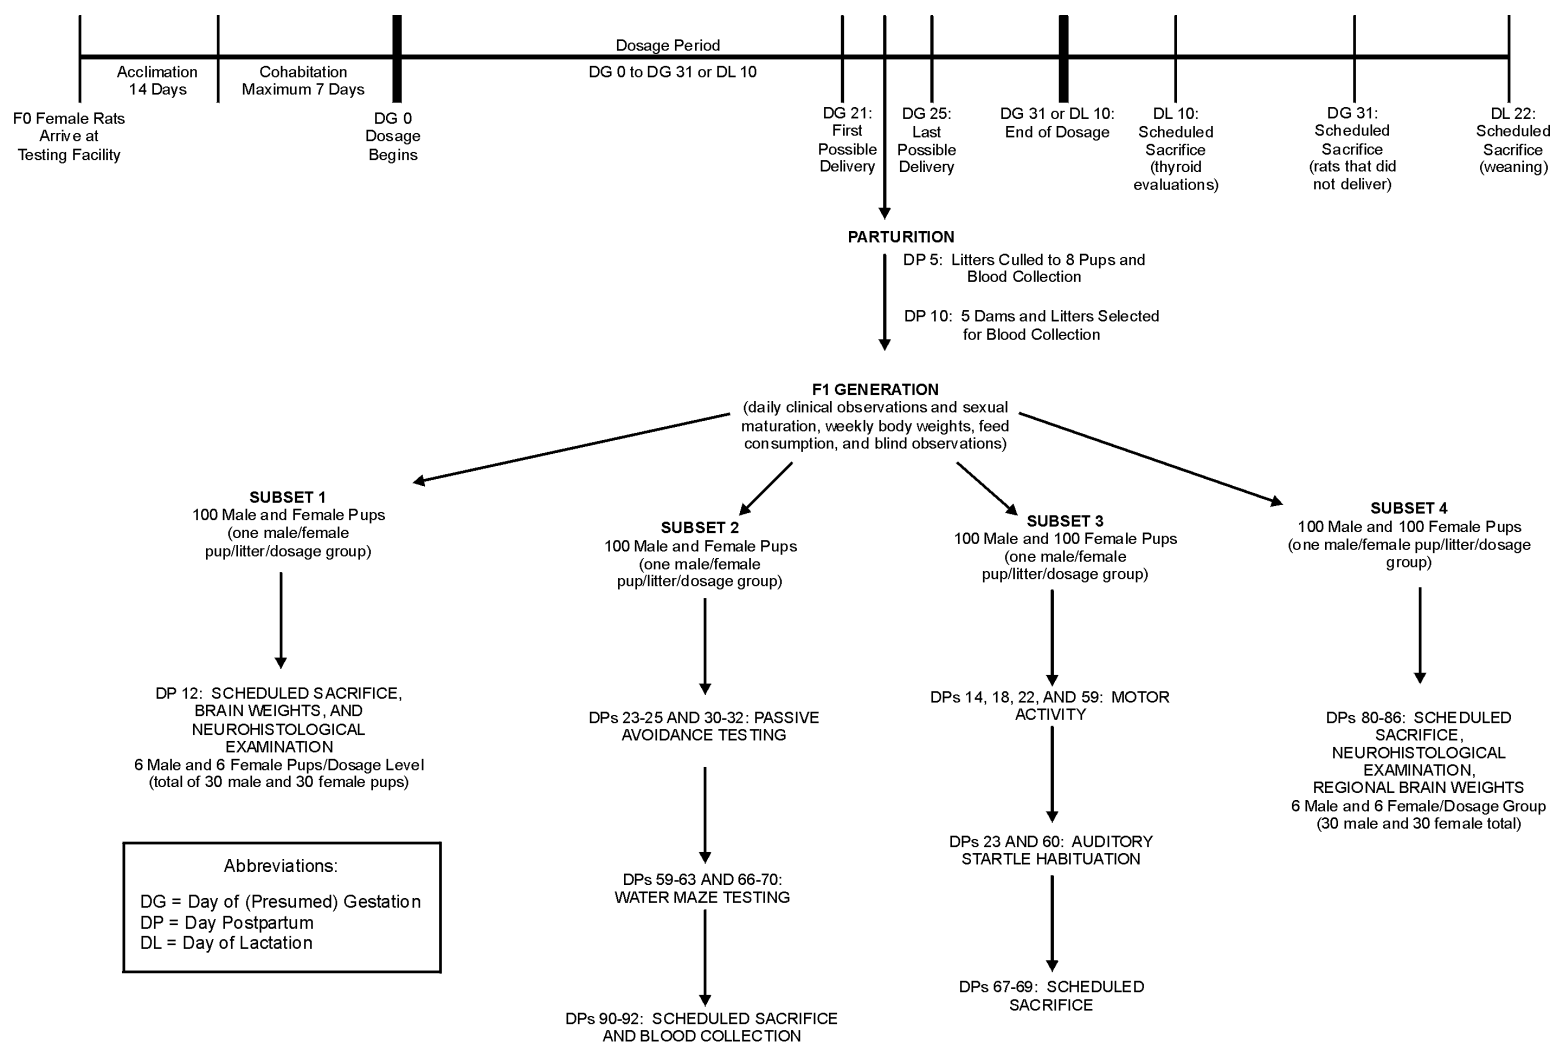 Dosage Period
DG 0 to DG 31 or DL 10
Acclimation
14 Days
Cohabitation
Maximum 7 Days
F0 Female Rats
Arrive at
Testing Facility
DG 0
Dosage
Begins
DG 21:
First
Possible
Delivery
DG 25:
Last
Possible
Delivery
DG 31 or DL 10:
End of Dosage
DL 10:
Scheduled
Sacrifice
(thyroid
evaluations)
DG 31:
Scheduled
Sacrifice
(rats that did
not deliver)
DL 22:
Scheduled
Sacrifice
(weaning)
PARTURITION
DP 5: Litters Culled to 8 Pups and
Blood Collection
DP 10: 5 Dams and Litters Selected
for Blood Collection
F1 GENERATION
(daily clinical observations and sexual
maturation, weekly body weights, feed
consumption, and blind observations)
SUBSET 1
100 Male and Female Pups
(one male/female
pup/litter/dosage group)
DP 12: SCHEDULED SACRIFICE,
BRAIN WEIGHTS, AND
NEUROHISTOLOGICAL
EXAMINATION
6 Male and 6 Female Pups/Dosage Level
(total of 30 male and 30 female pups)
SUBSET 2
100 Male and Female Pups
(one male/female
pup/litter/dosage group)
DPs 23-25 AND 30-32: PASSIVE
AVOIDANCE TESTING
DPs 59-63 AND 66-70:
WATER MAZE TESTING
DPs 90-92: SCHEDULED SACRIFICE
AND BLOOD COLLECTION
SUBSET 3
100 Male and 100 Female Pups
(one male/female
pup/litter/dosage group)
DPs 14, 18, 22, AND 59: MOTOR
ACTIVITY
DPs 23 AND 60: AUDITORY
STARTLE HABITUATION
DPs 67-69: SCHEDULED
SACRIFICE
SUBSET 4
100 Male and 100 Female Pups
(one male/female pup/litter/dosage
group)
DPs 80-86: SCHEDULED
SACRIFICE,
NEUROHISTOLOGICAL
EXAMINATION,
REGIONAL BRAIN WEIGHTS
6 Male and 6 Female/Dosage Group
(30 male and 30 female total)
Abbreviations:
DG = Day of (Presumed) Gestation
DP = Day Postpartum
DL = Day of Lactation